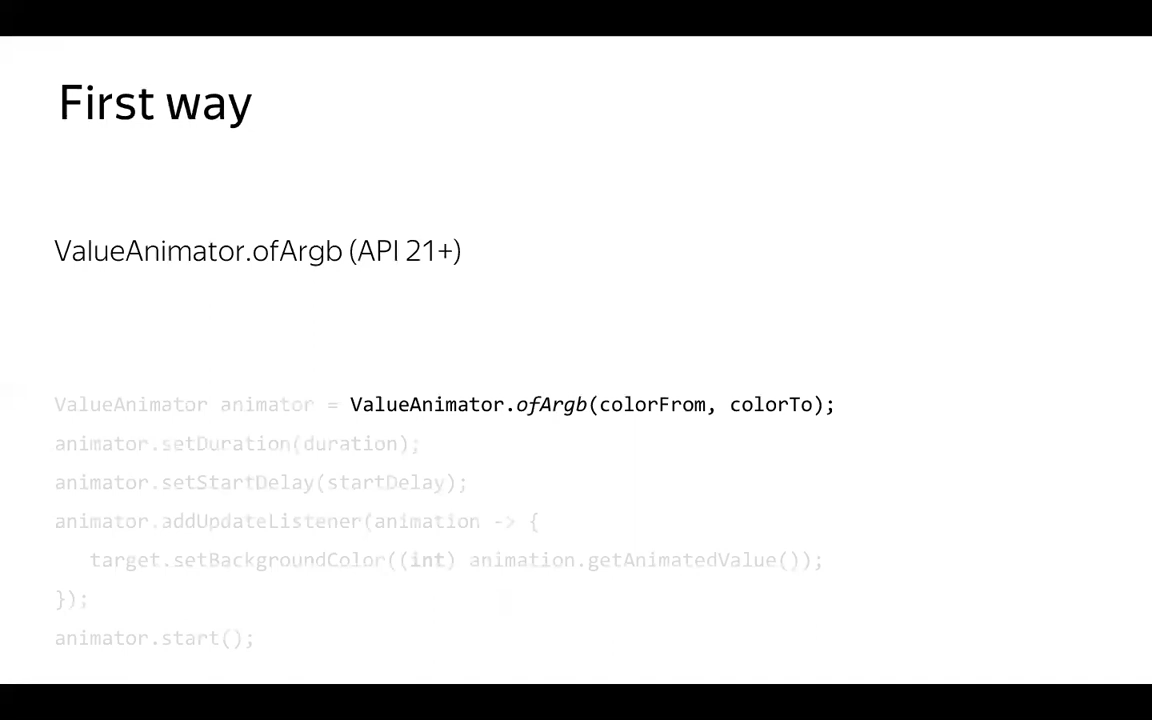 First way
ValueAnimator.ofArgb (API 21+)
ValueAnimator animator = ValueAnimator.ofArgb(colorFrom, colorTo);
animator.setDuration(duration);
animator.setStartDelay(startDelay);
animator.addUpdateListener(animation -> {
   target.setBackgroundColor((int) animation.getAnimatedValue());
});
animator.start();